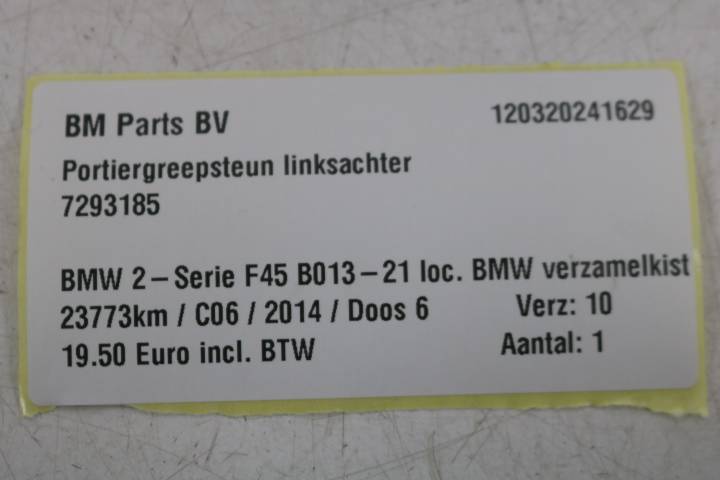 BM Parts BV 120320241629
Portiergreepsteun linksachter
7293185
BMW 2-Serie F45 B013-21 loc. BMW verzamelkist
23773km / C06 / 2014 / Doos 6 Verz: 10
19.50 Euro incl. BTW Aantal: 1